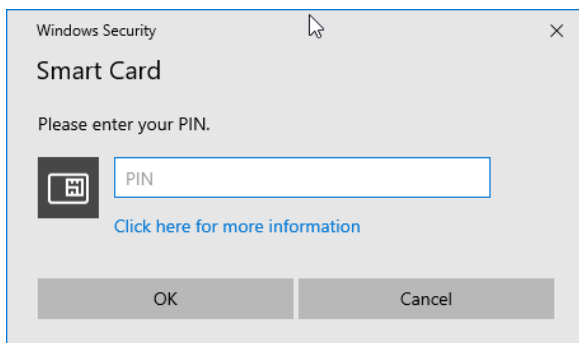 Windows Security
Smart Card
Please enter your PIN.
PIN
Click here for more information
OK
Cancel